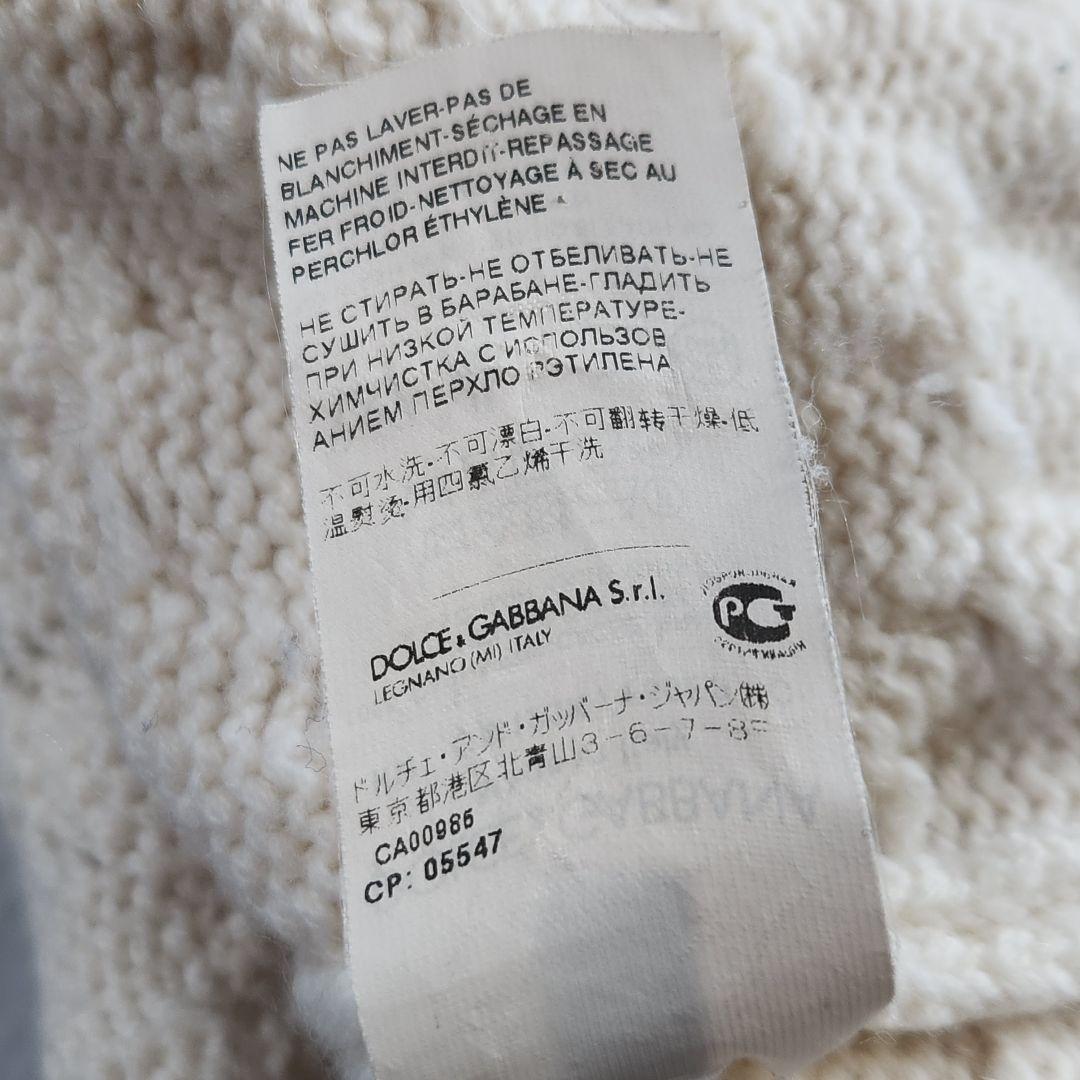 NE PAS LAVER-PAS DE
BLANCHIMENT-SÉCHAGE EN
MACHINE INTERDIT-REPASSAGE
FER FROID-NETTOYAGE À SEC AU
PERCHLOR ÉTHYLÈNE
НЕ СТИРАТЬ-НЕ ОТБЕЛИВАТЬ-НЕ
СУШИТЬ В БАРАБАНЕ-ГЛАДИТЬ
ПРИ НИЗКОЙ ТЕМПЕРАТУРЕ-
ХИМЧИСТКА С ИСПОЛЬЗОВ
АНИЕМ ПЕРХЛО РЭТИЛЕНА
不可水洗-不可漂白-不可翻转干燥-低
温熨烫-用四氯乙烯干洗
DOLCE & GABBANA S.r.l.
LEGNANO (MI) ITALY
РСТ
ドルチェ・アンド・ガッバーナ・ジャパン㈱
東京都港区北青山3-6-7-8F
CA00986
CP: 05547